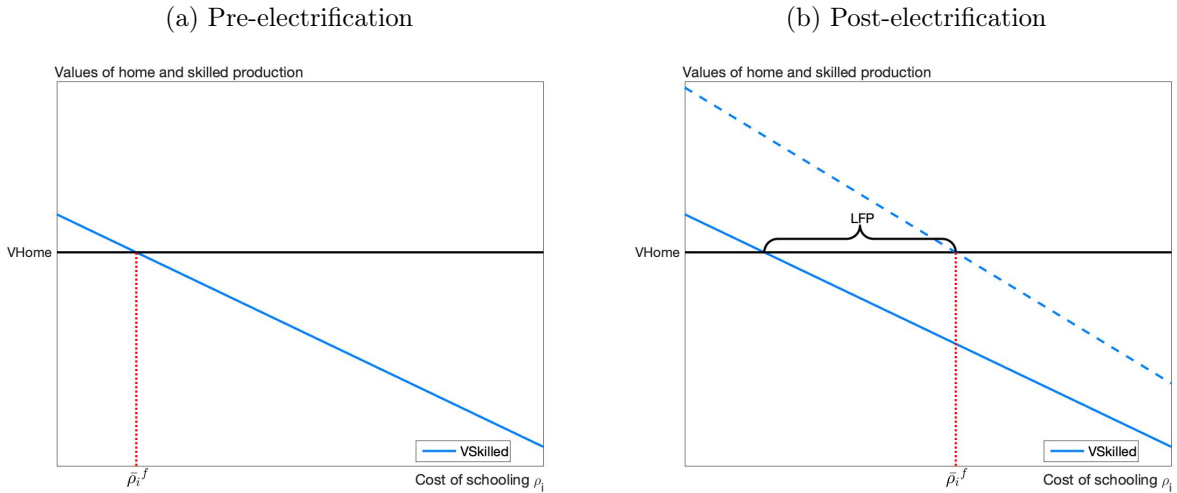 (a) Pre-electrification
Values of home and skilled production
VHome
VSkilled
ρ̄ᵢᶠ
Cost of schooling ρᵢ
(b) Post-electrification
Values of home and skilled production
LFP
VHome
VSkilled
ρ̄ᵢᶠ
Cost of schooling ρᵢ